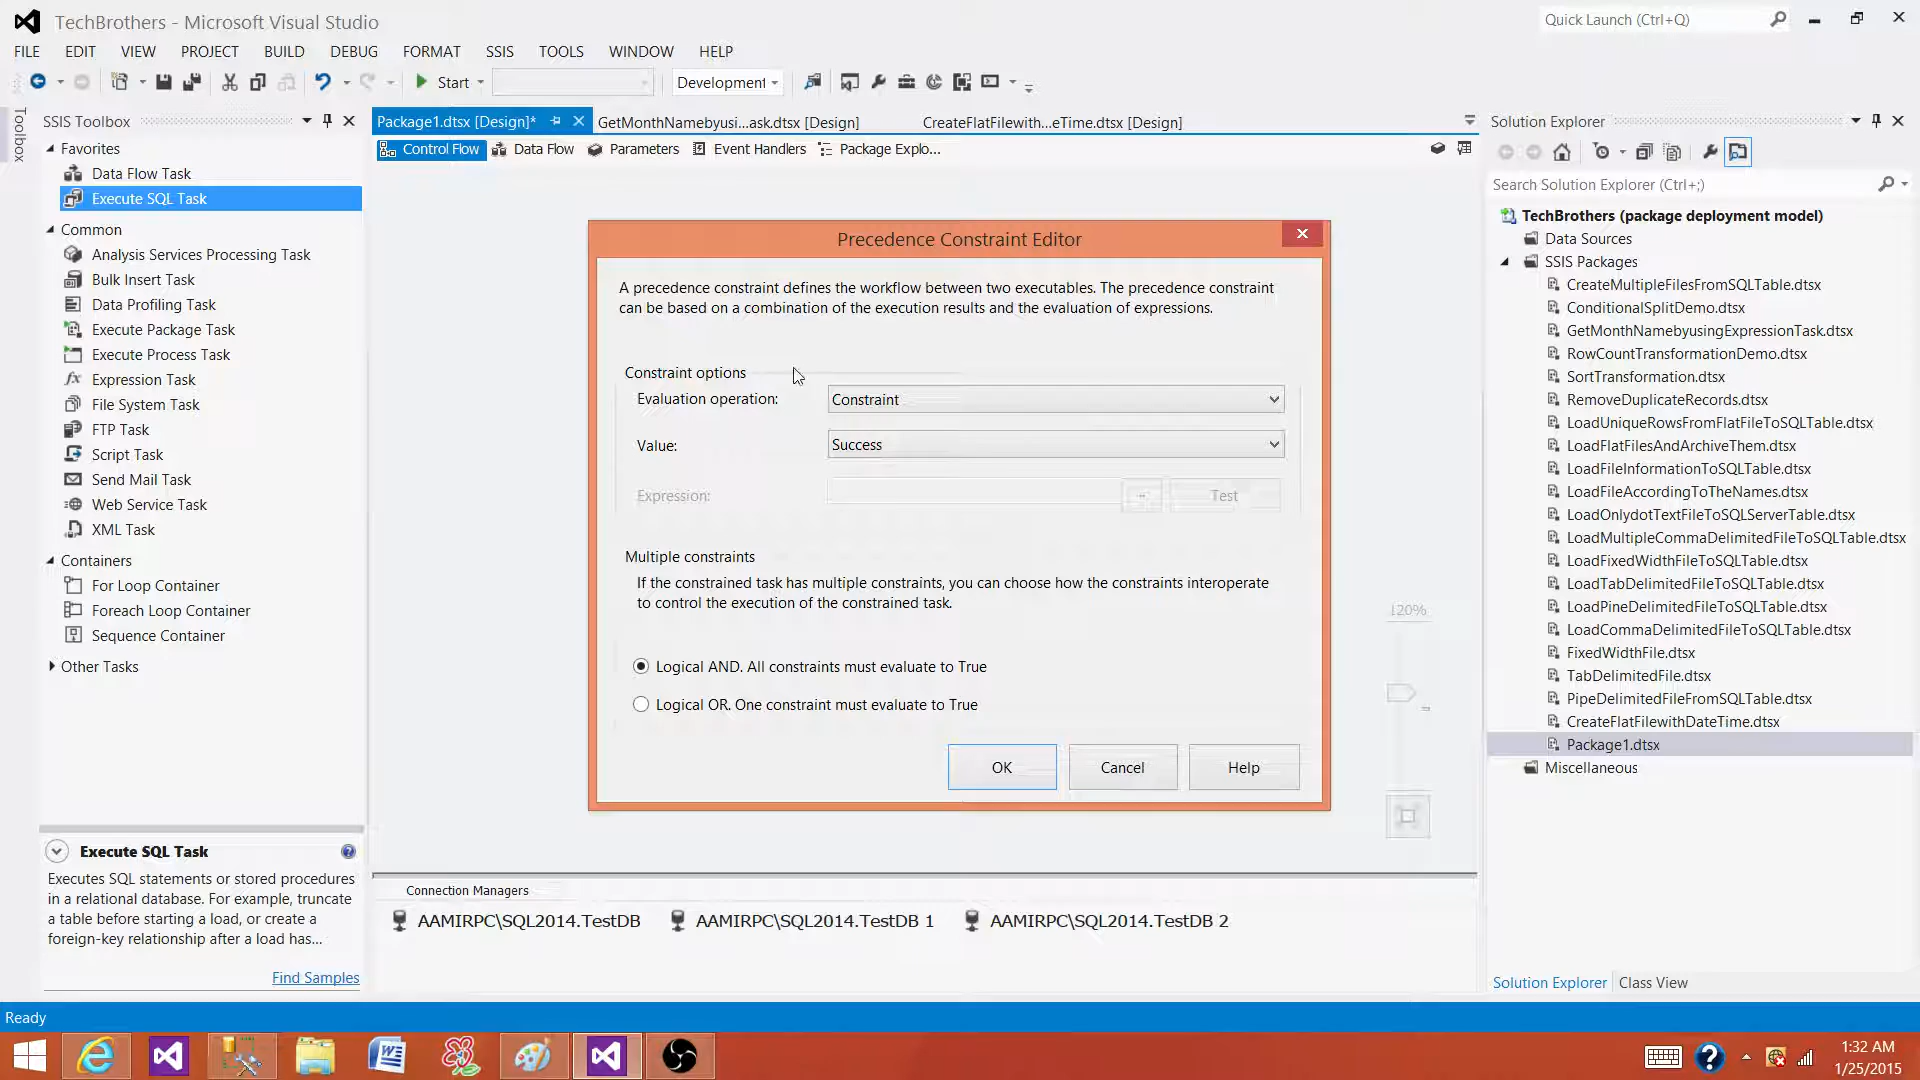 TechBrothers - Microsoft Visual Studio
Quick Launch (Ctrl+Q)
FILE EDIT VIEW PROJECT BUILD DEBUG FORMAT SSIS TOOLS WINDOW HELP
Start Development
Toolbox
SSIS Toolbox
Favorites
Data Flow Task
Execute SQL Task
Common
Analysis Services Processing Task
Bulk Insert Task
Data Profiling Task
Execute Package Task
Execute Process Task
Expression Task
File System Task
FTP Task
Script Task
Send Mail Task
Web Service Task
XML Task
Containers
For Loop Container
Foreach Loop Container
Sequence Container
Other Tasks
Execute SQL Task
Executes SQL statements or stored procedures
in a relational database. For example, truncate
a table before starting a load, or create a
foreign-key relationship after a load has...
Find Samples
Package1.dtsx [Design]* GetMonthNamebyusi...ask.dtsx [Design] CreateFlatFilewith...eTime.dtsx [Design]
Control Flow Data Flow Parameters Event Handlers Package Explo...
Precedence Constraint Editor
A precedence constraint defines the workflow between two executables. The precedence constraint
can be based on a combination of the execution results and the evaluation of expressions.
Constraint options
Evaluation operation: Constraint
Value: Success
Expression: ... Test
Multiple constraints
If the constrained task has multiple constraints, you can choose how the constraints interoperate
to control the execution of the constrained task.
Logical AND. All constraints must evaluate to True
Logical OR. One constraint must evaluate to True
OK Cancel Help
120%
Connection Managers
AAMIRPC\SQL2014.TestDB AAMIRPC\SQL2014.TestDB 1 AAMIRPC\SQL2014.TestDB 2
Solution Explorer
Search Solution Explorer (Ctrl+;)
TechBrothers (package deployment model)
Data Sources
SSIS Packages
CreateMultipleFilesFromSQLTable.dtsx
ConditionalSplitDemo.dtsx
GetMonthNamebyusingExpressionTask.dtsx
RowCountTransformationDemo.dtsx
SortTransformation.dtsx
RemoveDuplicateRecords.dtsx
LoadUniqueRowsFromFlatFileToSQLTable.dtsx
LoadFlatFilesAndArchiveThem.dtsx
LoadFileInformationToSQLTable.dtsx
LoadFileAccordingToTheNames.dtsx
LoadOnlydotTextFileToSQLServerTable.dtsx
LoadMultipleCommaDelimitedFileToSQLTable.dtsx
LoadFixedWidthFileToSQLTable.dtsx
LoadTabDelimitedFileToSQLTable.dtsx
LoadPineDelimitedFileToSQLTable.dtsx
LoadCommaDelimitedFileToSQLTable.dtsx
FixedWidthFile.dtsx
TabDelimitedFile.dtsx
PipeDelimitedFileFromSQLTable.dtsx
CreateFlatFilewithDateTime.dtsx
Package1.dtsx
Miscellaneous
Solution Explorer Class View
Ready
1:32 AM
1/25/2015